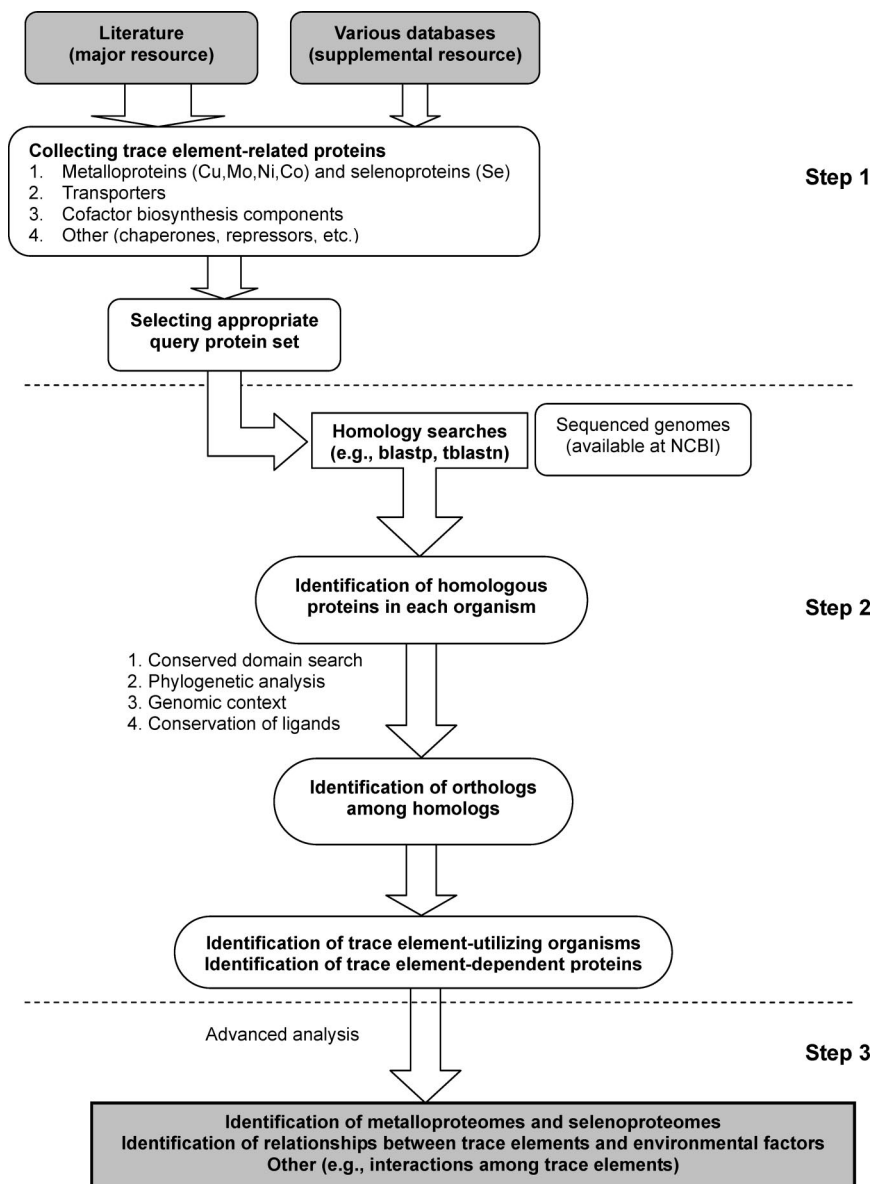 Literature
(major resource)
Various databases
(supplemental resource)
Collecting trace element-related proteins
1. Metalloproteins (Cu,Mo,Ni,Co) and selenoproteins (Se)
2. Transporters
3. Cofactor biosynthesis components
4. Other (chaperones, repressors, etc.)
Step 1
Selecting appropriate
query protein set
Homology searches
(e.g., blastp, tblastn)
Sequenced genomes
(available at NCBI)
Identification of homologous
proteins in each organism
Step 2
1. Conserved domain search
2. Phylogenetic analysis
3. Genomic context
4. Conservation of ligands
Identification of orthologs
among homologs
Identification of trace element-utilizing organisms
Identification of trace element-dependent proteins
Advanced analysis
Step 3
Identification of metalloproteomes and selenoproteomes
Identification of relationships between trace elements and environmental factors
Other (e.g., interactions among trace elements)